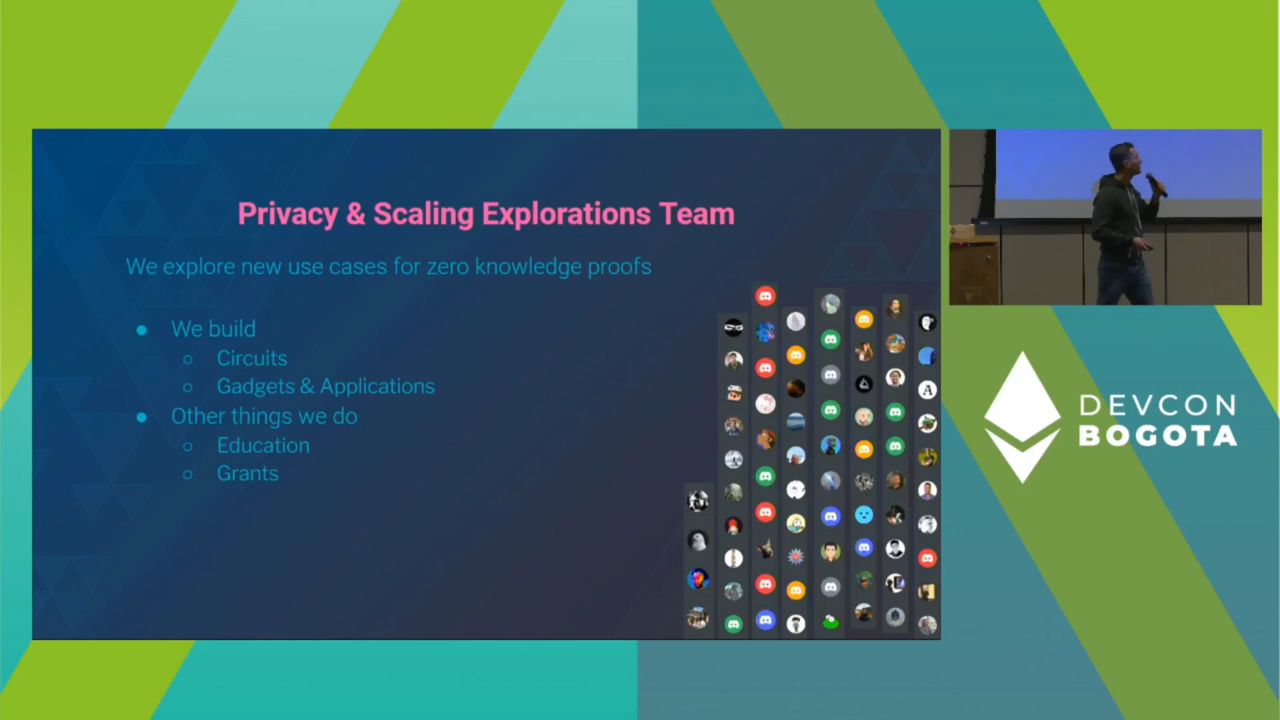 Privacy & Scaling Explorations Team
We explore new use cases for zero knowledge proofs
● We build
○ Circuits
○ Gadgets & Applications
● Other things we do
○ Education
○ Grants
A
DEVCON
BOGOTA